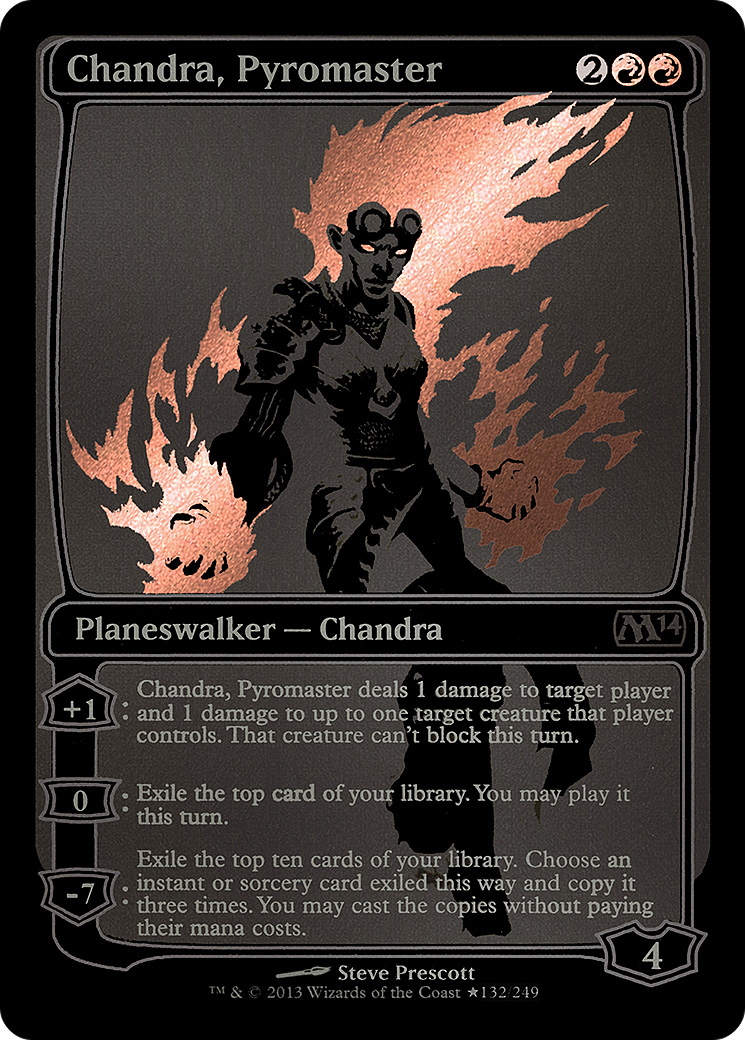 Chandra, Pyromaster 2
Planeswalker — Chandra M14
+1: Chandra, Pyromaster deals 1 damage to target player
and 1 damage to up to one target creature that player
controls. That creature can't block this turn.
0: Exile the top card of your library. You may play it
this turn.
Exile the top ten cards of your library. Choose an
-7: instant or sorcery card exiled this way and copy it
three times. You may cast the copies without paying
their mana costs.
4
Steve Prescott
™ & © 2013 Wizards of the Coast ★132/249